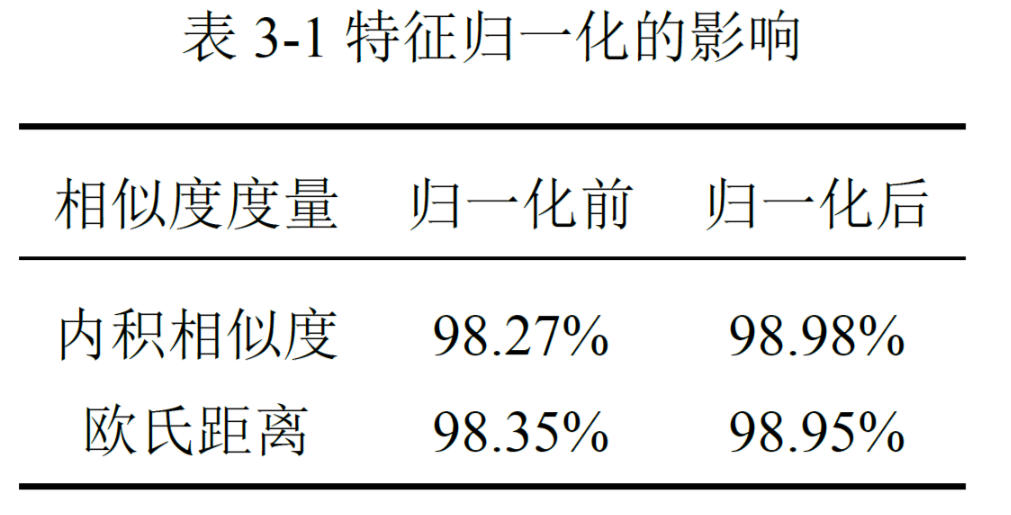 表 3-1 特征归一化的影响
相似度度量 归一化前 归一化后
内积相似度 98.27% 98.98%
欧氏距离 98.35% 98.95%